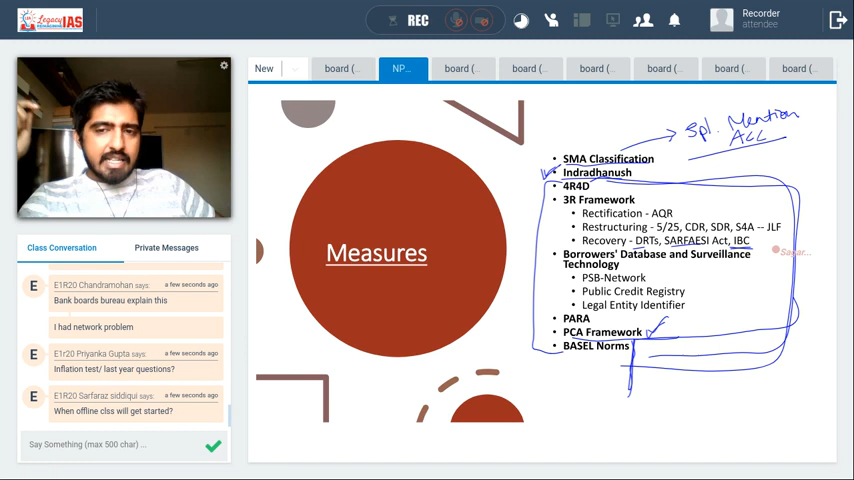 Legacy
IAS
REC
Recorder
attendee
New
board (..
NP...
board (...
board (...
board (...
board (...
board (...
board (...
Spl. Mention
Acc
• SMA Classification
• Indradhanush
• 4R4D
• 3R Framework
• Rectification - AQR
• Restructuring - 5/25, CDR, SDR, S4A -- JLF
• Recovery - DRTs, SARFAESI Act, IBC
• Borrowers' Database and Surveillance
Technology
• PSB-Network
• Public Credit Registry
• Legal Entity Identifier
• PARA
• PCA Framework
• BASEL Norms
Measures
Sagar...
Class Conversation
Private Messages
E
E1R20 Chandramohan says:
a few seconds ago
Bank boards bureau explain this
I had network problem
E
E1r20 Priyanka Gupta says:
a few seconds ago
Inflation test/ last year questions?
E
E1R20 Sarfaraz siddiqui says:
a few seconds ago
When offline clss will get started?
Say Something (max 500 char) ...